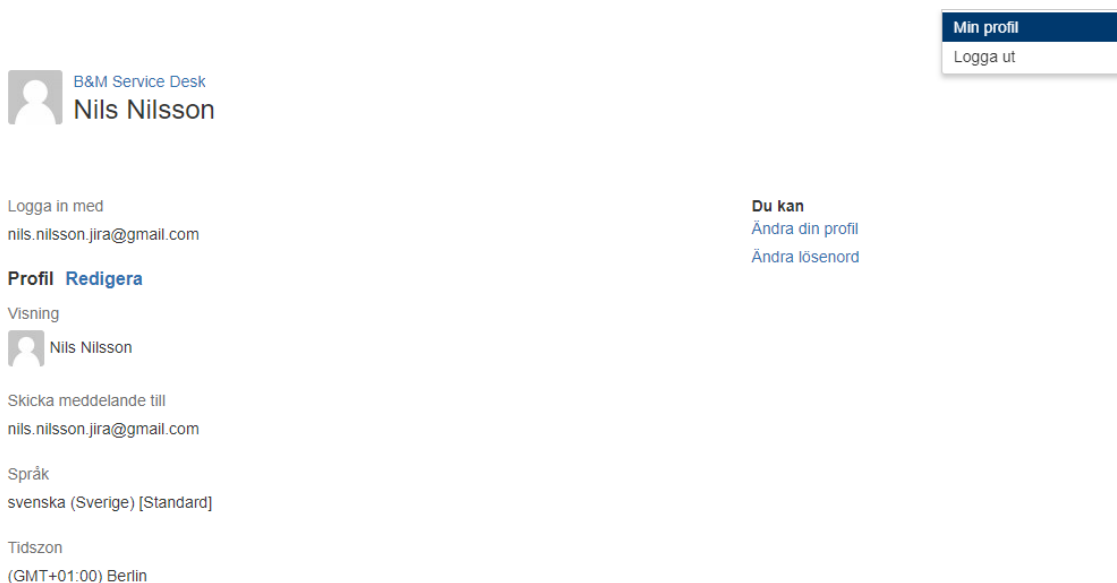 Min profil
Logga ut
B&M Service Desk
Nils Nilsson
Logga in med
nils.nilsson.jira@gmail.com
Du kan
Ändra din profil
Ändra lösenord
Profil Redigera
Visning
Nils Nilsson
Skicka meddelande till
nils.nilsson.jira@gmail.com
Språk
svenska (Sverige) [Standard]
Tidszon
(GMT+01:00) Berlin